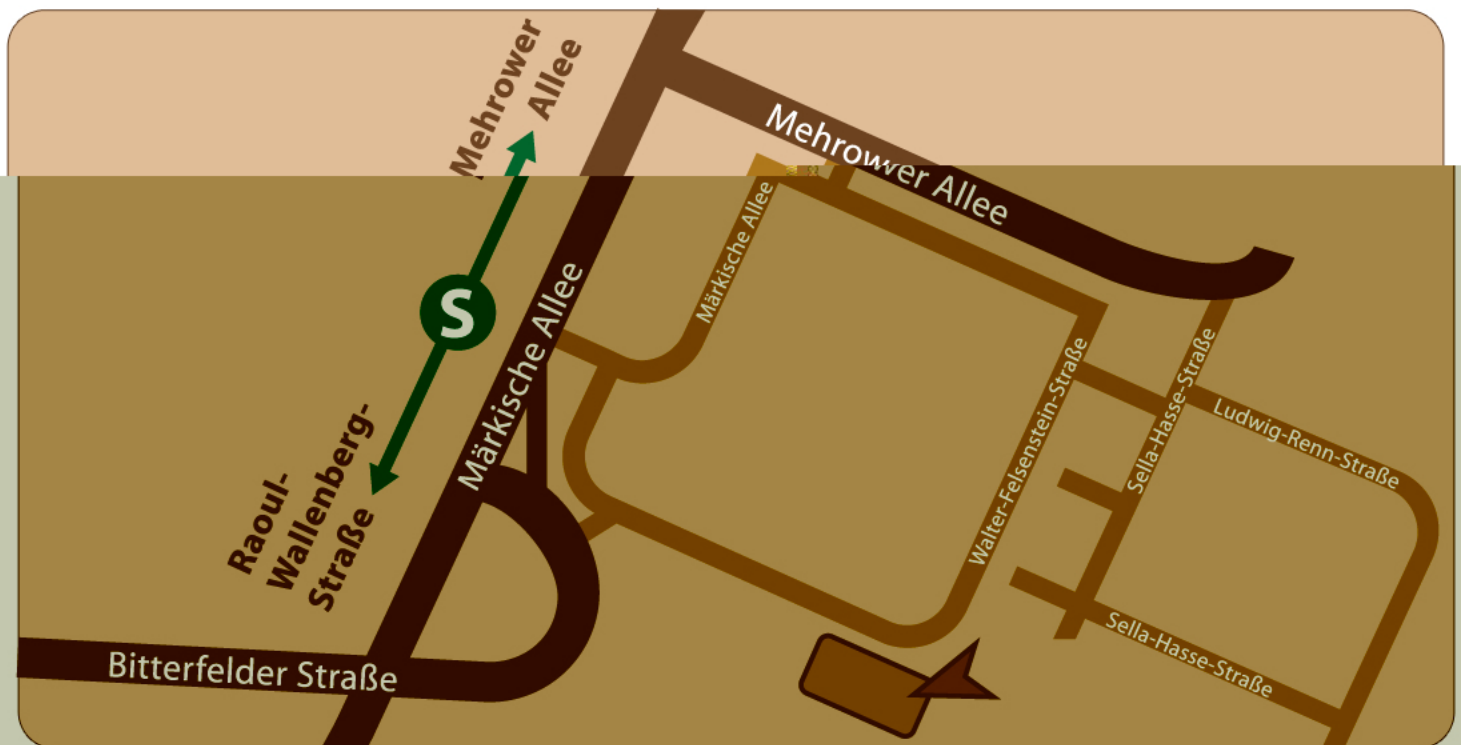 Mehrower
Allee
Mehrower Allee
Märkische Allee
S
Märkische Allee
Walter-Felsenstein-Straße
Sella-Hasse-Straße
Ludwig-Renn-Straße
Raoul-
Wallenberg-
Straße
Sella-Hasse-Straße
Bitterfelder Straße